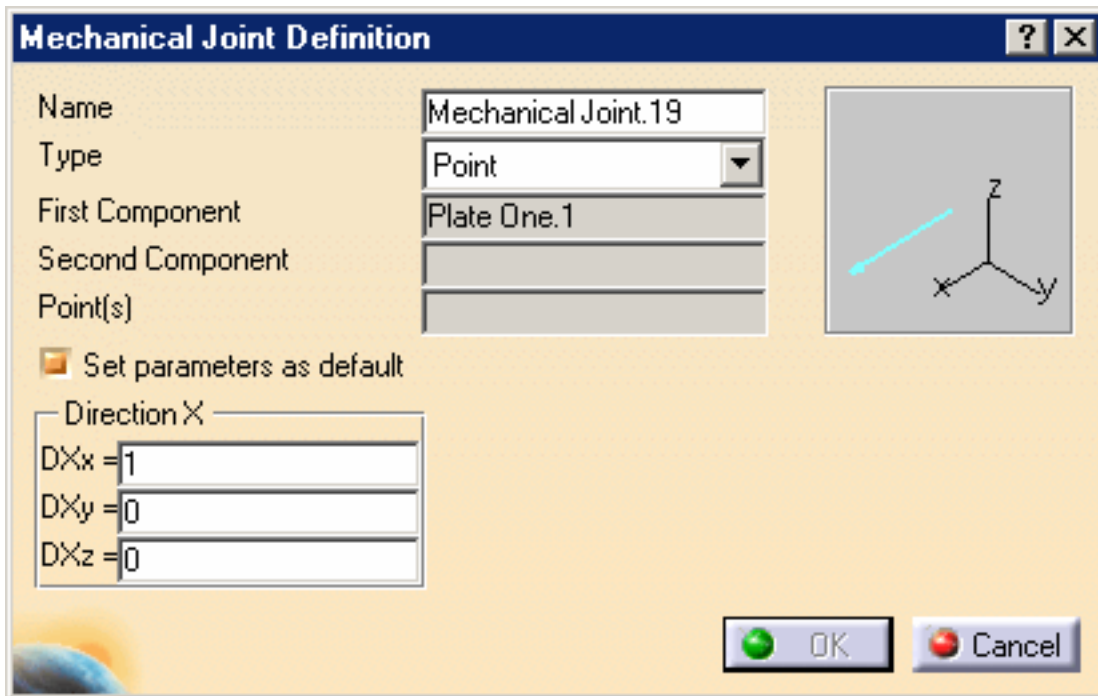 Mechanical Joint Definition ? X
Name Mechanical Joint.19
Type Point
First Component Plate One.1
Second Component
Point(s)
Set parameters as default
Direction X
DXx = 1
DXy = 0
DXz = 0
z
x
y
OK Cancel